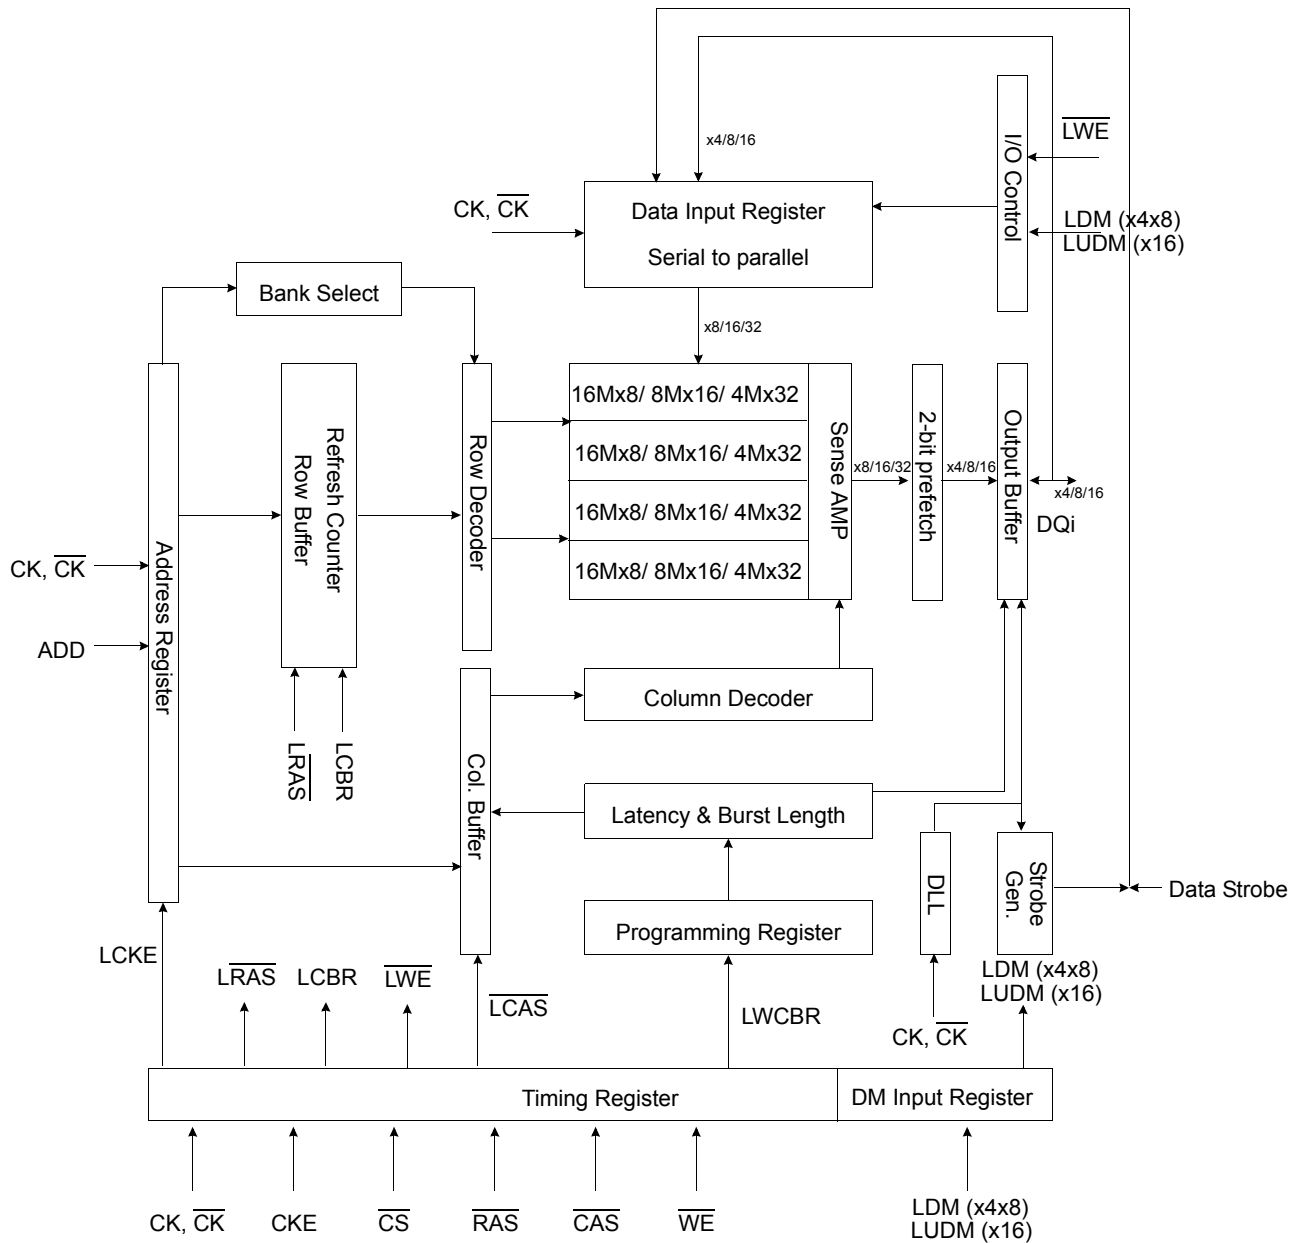 x4/8/16
LWE
I/O Control
CK, CK
Data Input Register
Serial to parallel
LDM (x4x8)
LUDM (x16)
Bank Select
x8/16/32
Address Register
Refresh Counter
Row Buffer
Row Decoder
16Mx8/ 8Mx16/ 4Mx32
16Mx8/ 8Mx16/ 4Mx32
16Mx8/ 8Mx16/ 4Mx32
16Mx8/ 8Mx16/ 4Mx32
Sense AMP
x8/16/32
2-bit prefetch
x4/8/16
Output Buffer
x4/8/16
DQi
CK, CK
ADD
LRAS
LCBR
Col. Buffer
Column Decoder
Latency & Burst Length
Programming Register
DLL
Strobe
Gen.
Data Strobe
LCKE
LRAS
LCBR
LWE
LCAS
LWCBR
CK, CK
LDM (x4x8)
LUDM (x16)
Timing Register
DM Input Register
CK, CK
CKE
CS
RAS
CAS
WE
LDM (x4x8)
LUDM (x16)